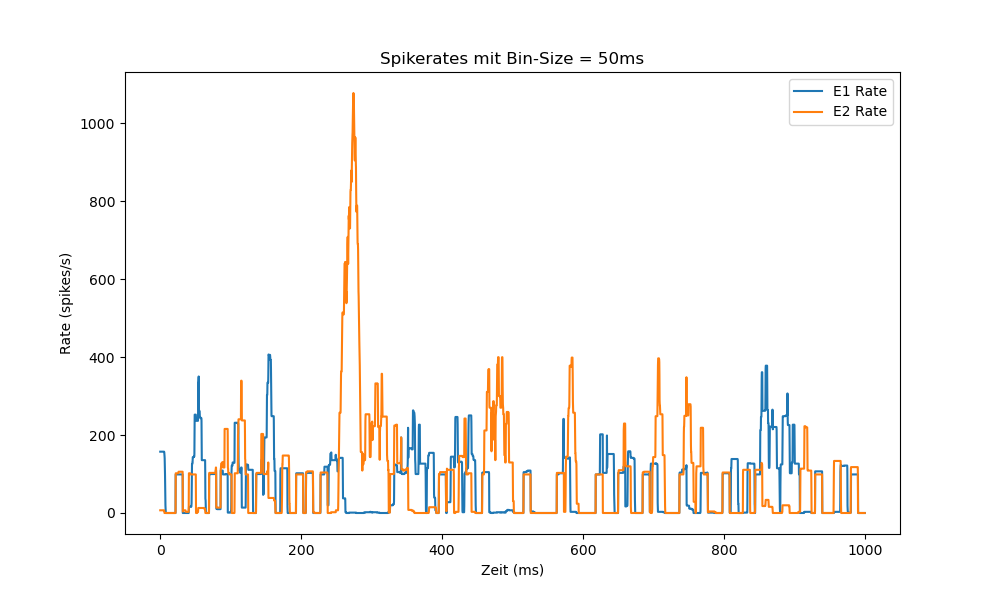 Spikerates mit Bin-Size = 50ms
E1 Rate
E2 Rate
1000
800
600
400
200
0
Rate (spikes/s)
0 200 400 600 800 1000
Zeit (ms)